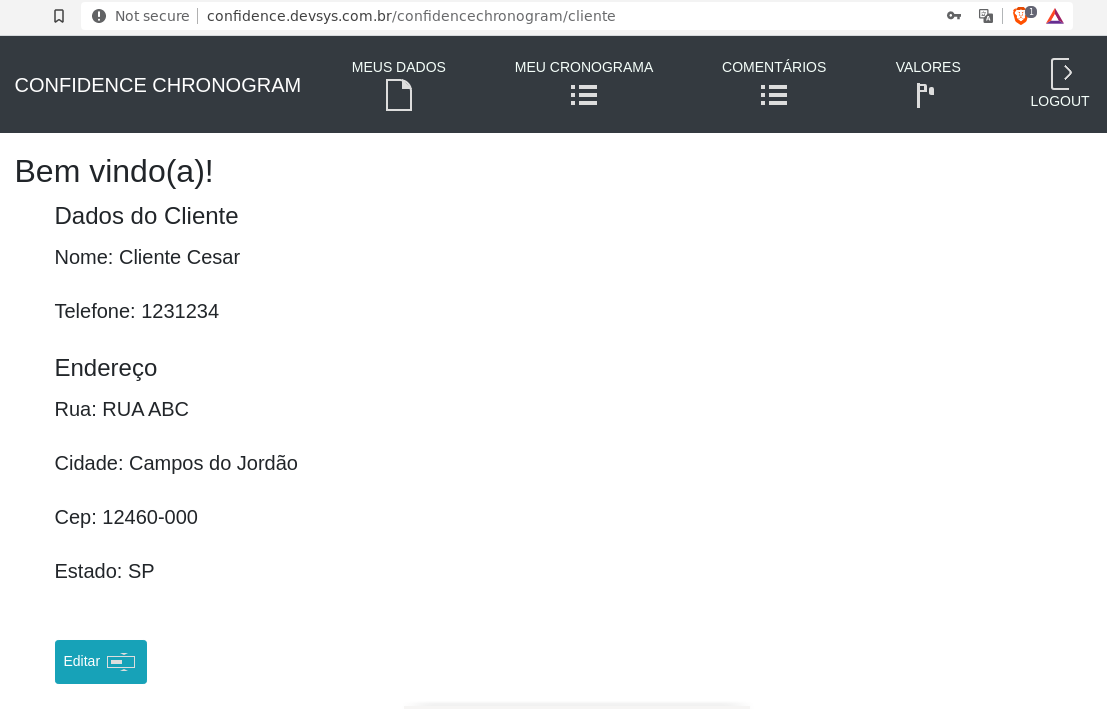 Not secure confidence.devsys.com.br/confidencechronogram/cliente 1
CONFIDENCE CHRONOGRAM MEUS DADOS MEU CRONOGRAMA COMENTÁRIOS VALORES LOGOUT
Bem vindo(a)!
Dados do Cliente
Nome: Cliente Cesar
Telefone: 1231234
Endereço
Rua: RUA ABC
Cidade: Campos do Jordão
Cep: 12460-000
Estado: SP
Editar